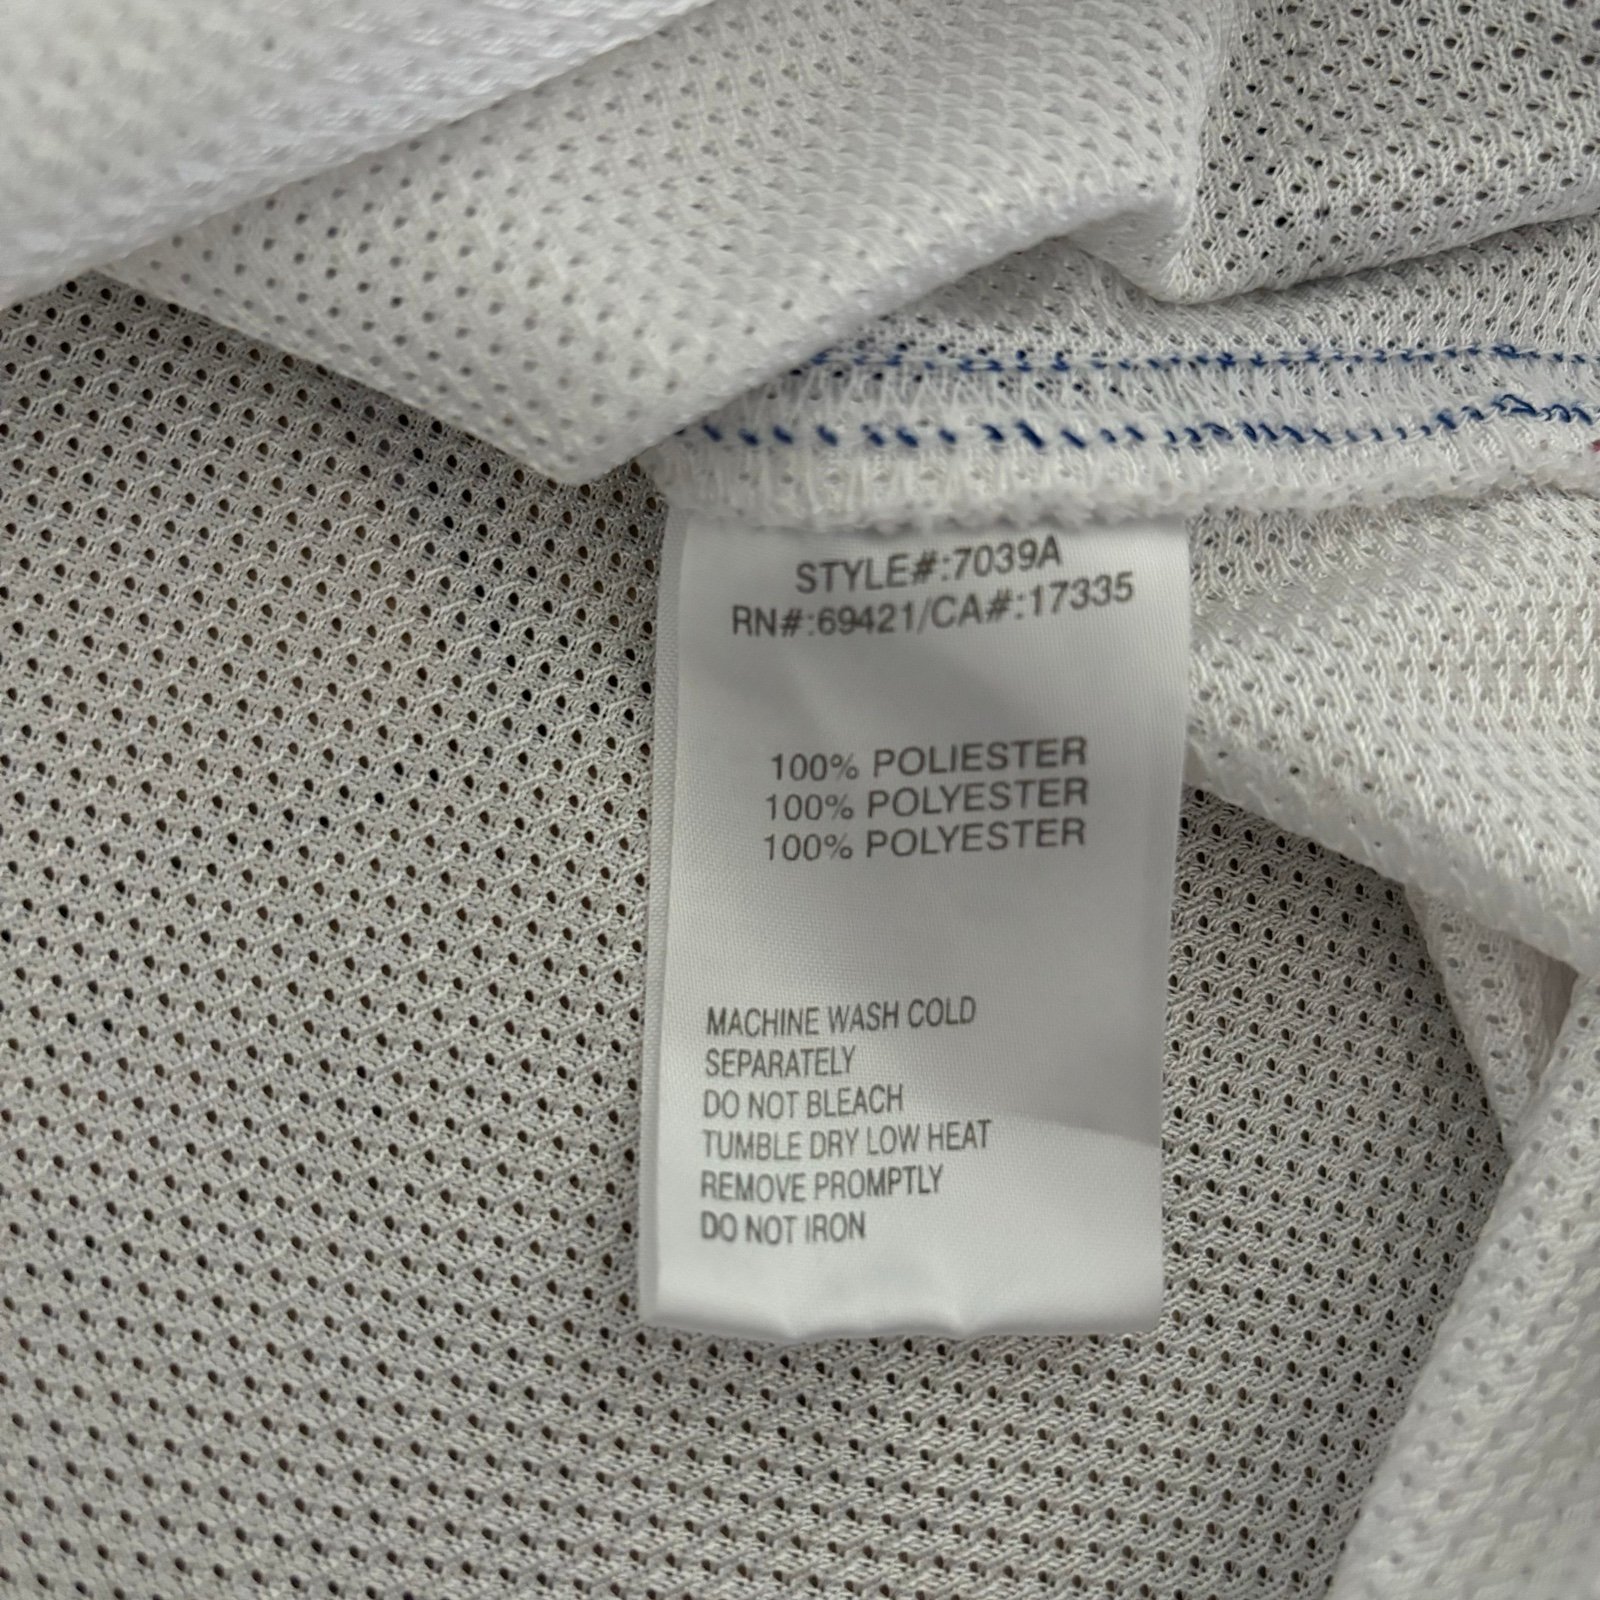 STYLE#:7039A
RN#:69421/CA#:17335
100% POLIESTER
100% POLYESTER
100% POLYESTER
MACHINE WASH COLD
SEPARATELY
DO NOT BLEACH
TUMBLE DRY LOW HEAT
REMOVE PROMPTLY
DO NOT IRON